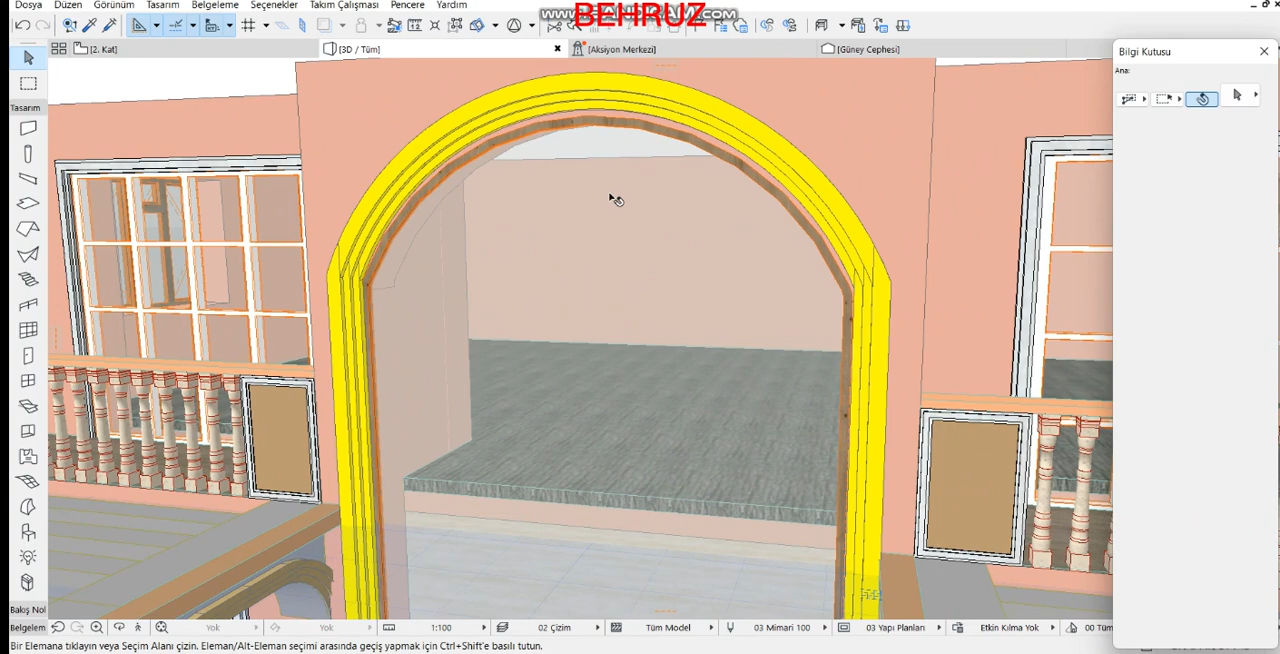 Dosya Düzen Görünüm Tasarım Belgeleme Seçenekler Takım Çalışması Pencere Yardım
WWW.BANDICAM.COM
BEHRUZ
[2. Kat] [3D / Tüm] [Aksiyon Merkezi] [Güney Cephesi]
Bilgi Kutusu
Ana:
Tasarım
Bakış Nol
Belgelem
Yok Yok 1:100 02 Çizim Tüm Model 03 Mimari 100 03 Yapı Planları Etkin Kılma Yok 00 Tüm
Bir Elemana tıklayın veya Seçim Alanı çizin. Eleman/Alt-Eleman seçimi arasında geçiş yapmak için Ctrl+Shift'e basılı tutun.